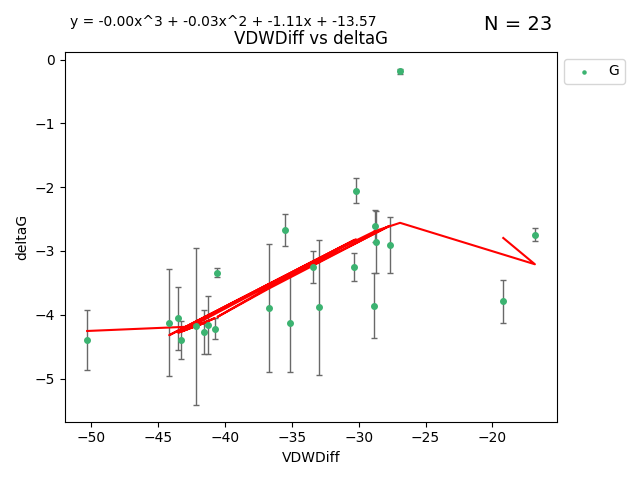 y = -0.00x^3 + -0.03x^2 + -1.11x + -13.57
N = 23
VDWDiff vs deltaG
G
0
−1
−2
−3
−4
−5
deltaG
−50 −45 −40 −35 −30 −25 −20
VDWDiff